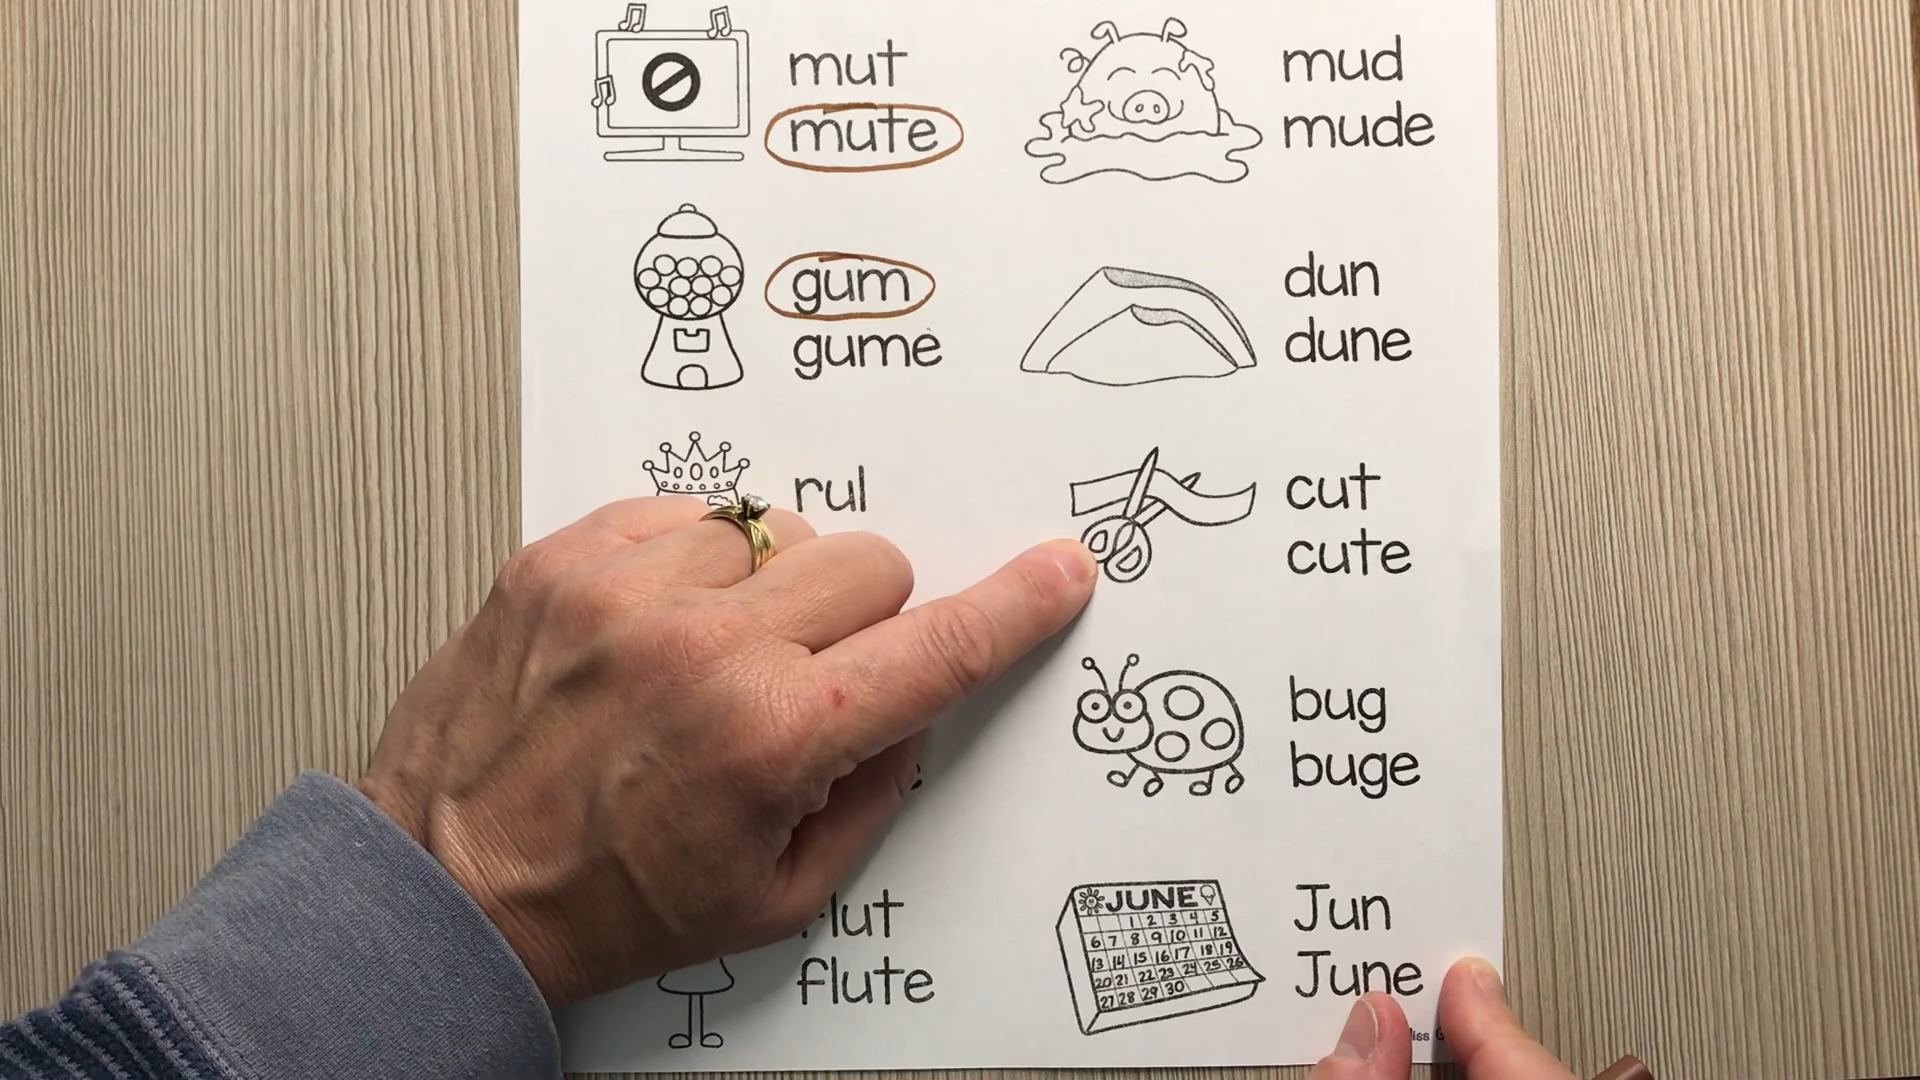 mut
mute
mud
mude
gum
gume
dun
dune
rul
cut
cute
bug
buge
flut
flute
JUNE
1 2 3 4 5
6 7 8 9 10 11 12
13 14 15 16 17 18 19
20 21 22 23 24 25 26
27 28 29 30
Jun
June